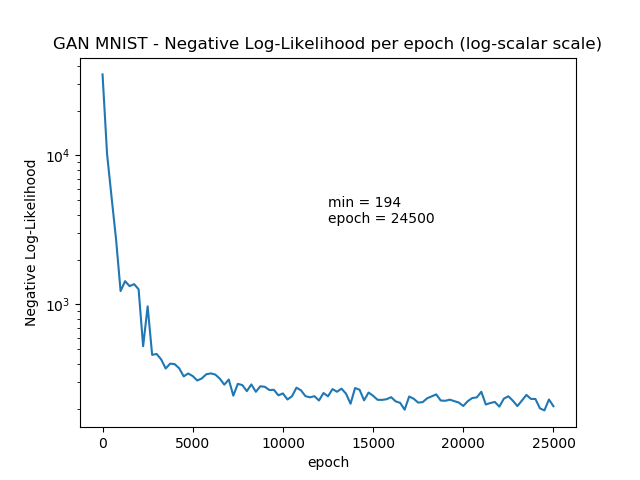 GAN MNIST - Negative Log-Likelihood per epoch (log-scalar scale)
10⁴
10³
Negative Log-Likelihood
min = 194
epoch = 24500
0 5000 10000 15000 20000 25000
epoch